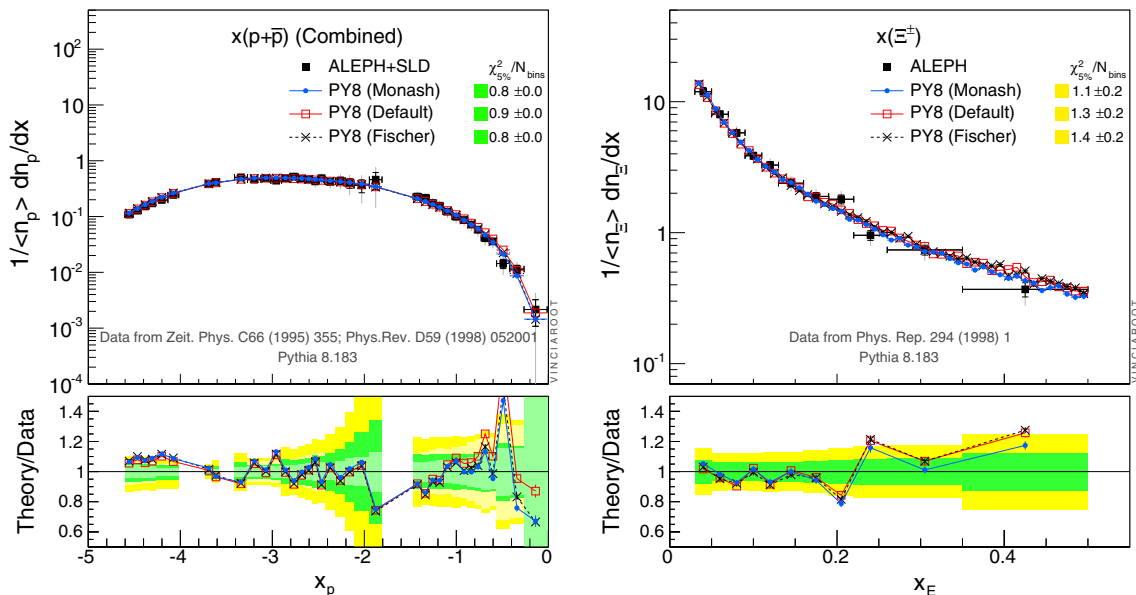 x(p+p̅) (Combined)
ALEPH+SLD
PY8 (Monash)
PY8 (Default)
PY8 (Fischer)
χ²5%/Nbins
0.8 ±0.0
0.9 ±0.0
0.8 ±0.0
1/<np> dnp/dx
10²
10
1
10⁻¹
10⁻²
10⁻³
10⁻⁴
Data from Zeit. Phys. C66 (1995) 355; Phys.Rev. D59 (1998) 052001
Pythia 8.183
VINCIAROOT
Theory/Data
1.4
1.2
1
0.8
0.6
-5 -4 -3 -2 -1 0
xp
x(Ξ±)
ALEPH
PY8 (Monash)
PY8 (Default)
PY8 (Fischer)
χ²5%/Nbins
1.1 ±0.2
1.3 ±0.2
1.4 ±0.2
1/<nΞ> dnΞ/dx
10
1
10⁻¹
Data from Phys. Rep. 294 (1998) 1
Pythia 8.183
VINCIAROOT
Theory/Data
1.4
1.2
1
0.8
0.6
0 0.2 0.4
xE